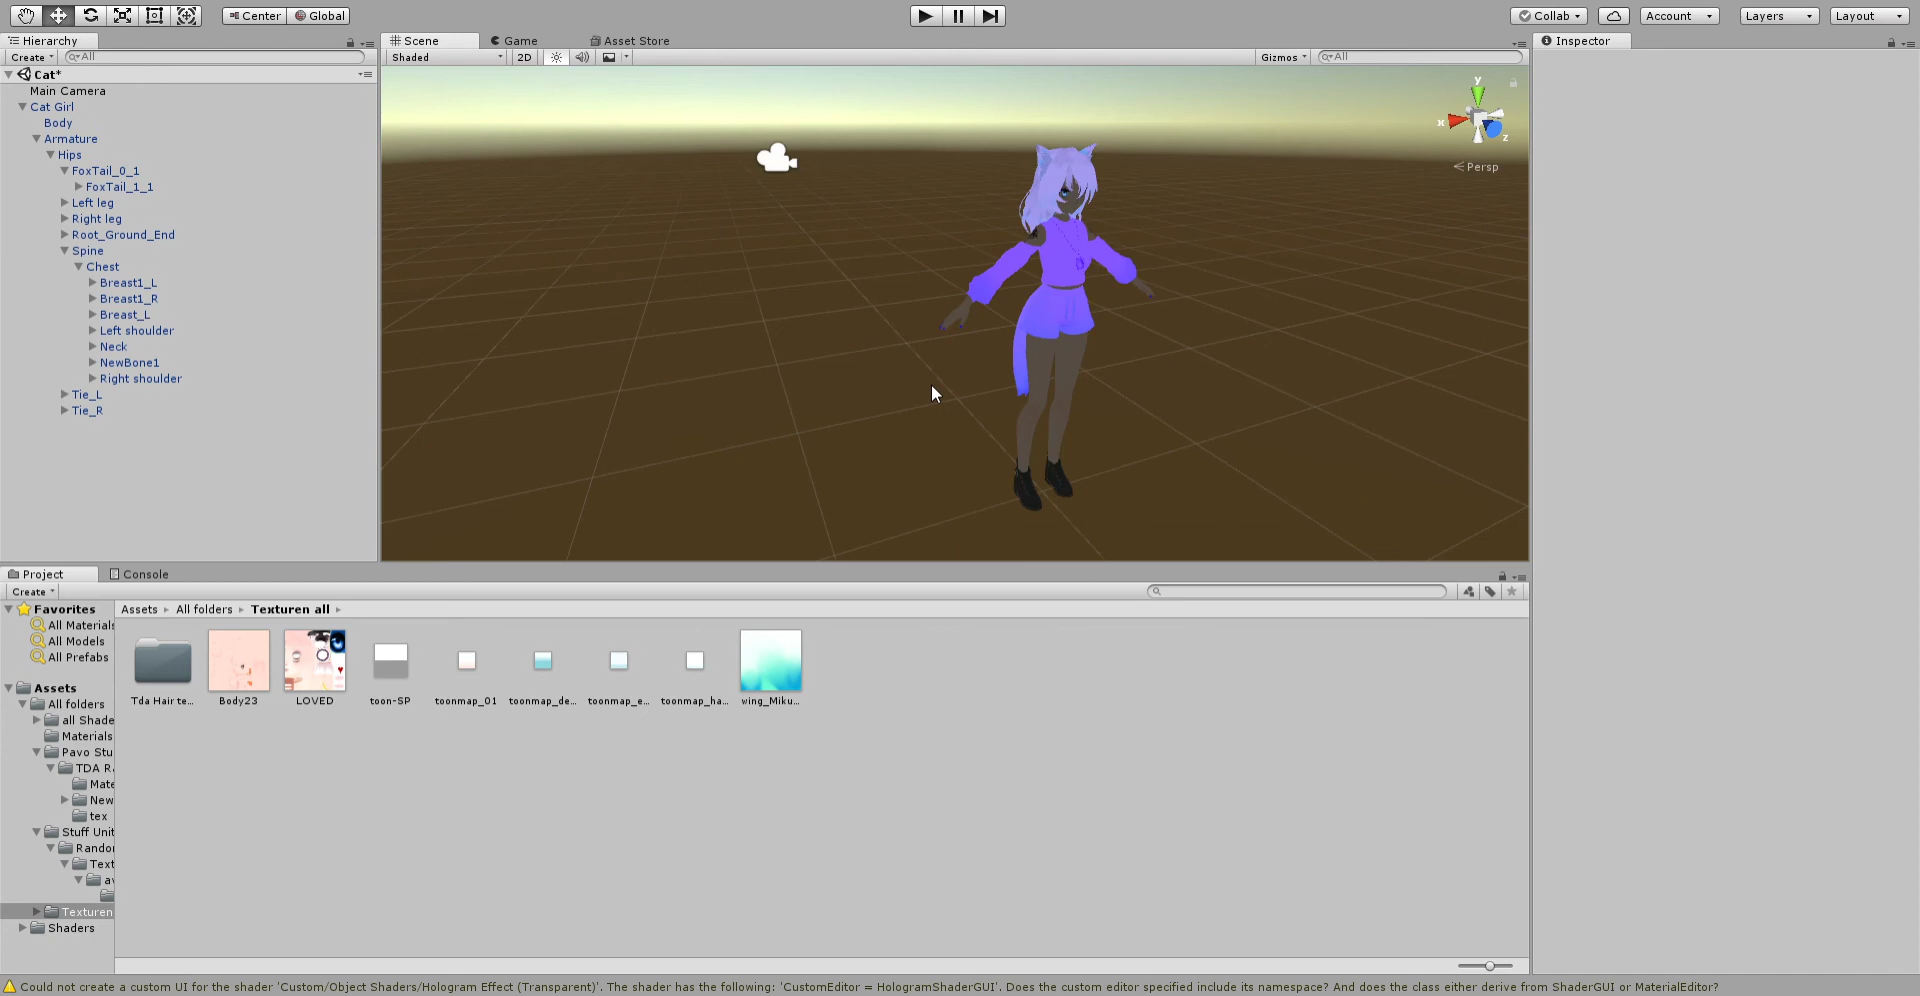 Center Global
Collab Account Layers Layout
Hierarchy
Create All
Cat*
Main Camera
Cat Girl
Body
Armature
Hips
FoxTail_0_1
FoxTail_1_1
Left leg
Right leg
Root_Ground_End
Spine
Chest
Breast1_L
Breast1_R
Breast_L
Left shoulder
Neck
NewBone1
Right shoulder
Tie_L
Tie_R
Scene Game Asset Store
Shaded 2D Gizmos All
y
x
z
Persp
Inspector
Project Console
Create
Favorites
All Materials
All Models
All Prefabs
Assets
All folders
all Shade
Materials
Pavo Stu
TDA R
Mate
New
tex
Stuff Unit
Rando
Text
av
Texturen
Shaders
Assets All folders Texturen all
Tda Hair te... Body23 LOVED toon-SP toonmap_01 toonmap_de... toonmap_e... toonmap_ha... wing_Miku...
Could not create a custom UI for the shader 'Custom/Object Shaders/Hologram Effect (Transparent)'. The shader has the following: 'CustomEditor = HologramShaderGUI'. Does the custom editor specified include its namespace? And does the class either derive from ShaderGUI or MaterialEditor?